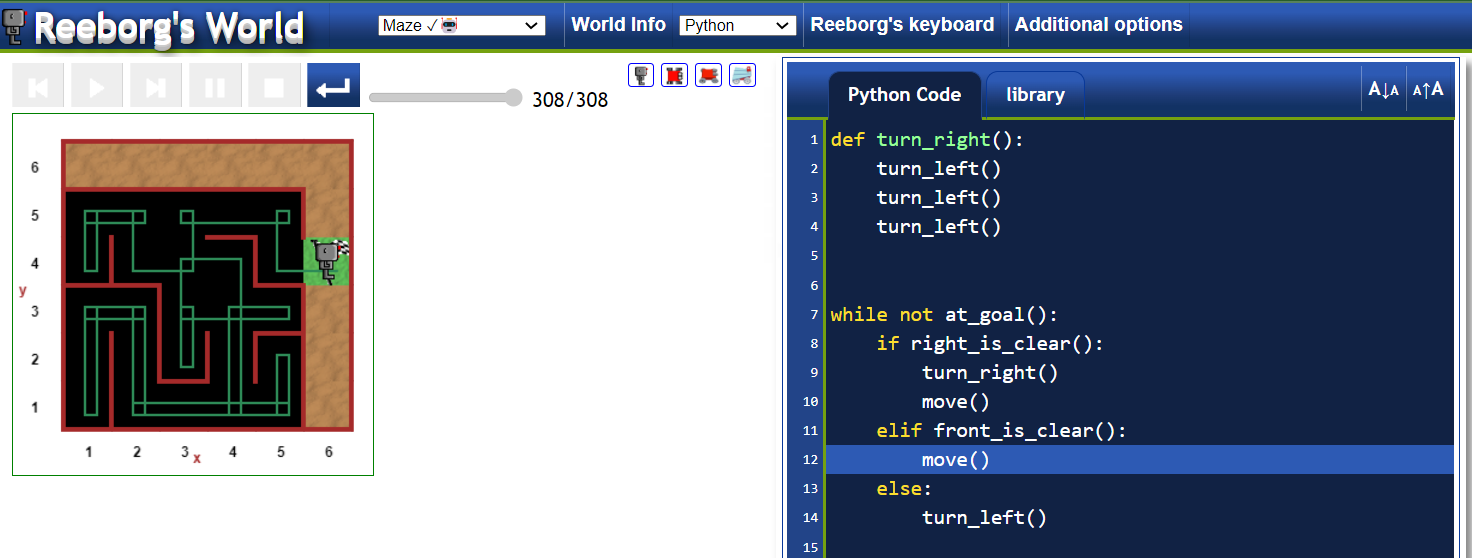 Reeborg's World
Maze ✓🤖
World Info
Python
Reeborg's keyboard
Additional options
308/308
Python Code
library
A↓A
A↑A
6
5
4
3
2
1
y
1 2 3 4 5 6
x
1 def turn_right():
2     turn_left()
3     turn_left()
4     turn_left()
5
6
7 while not at_goal():
8     if right_is_clear():
9         turn_right()
10         move()
11     elif front_is_clear():
12         move()
13     else:
14         turn_left()
15